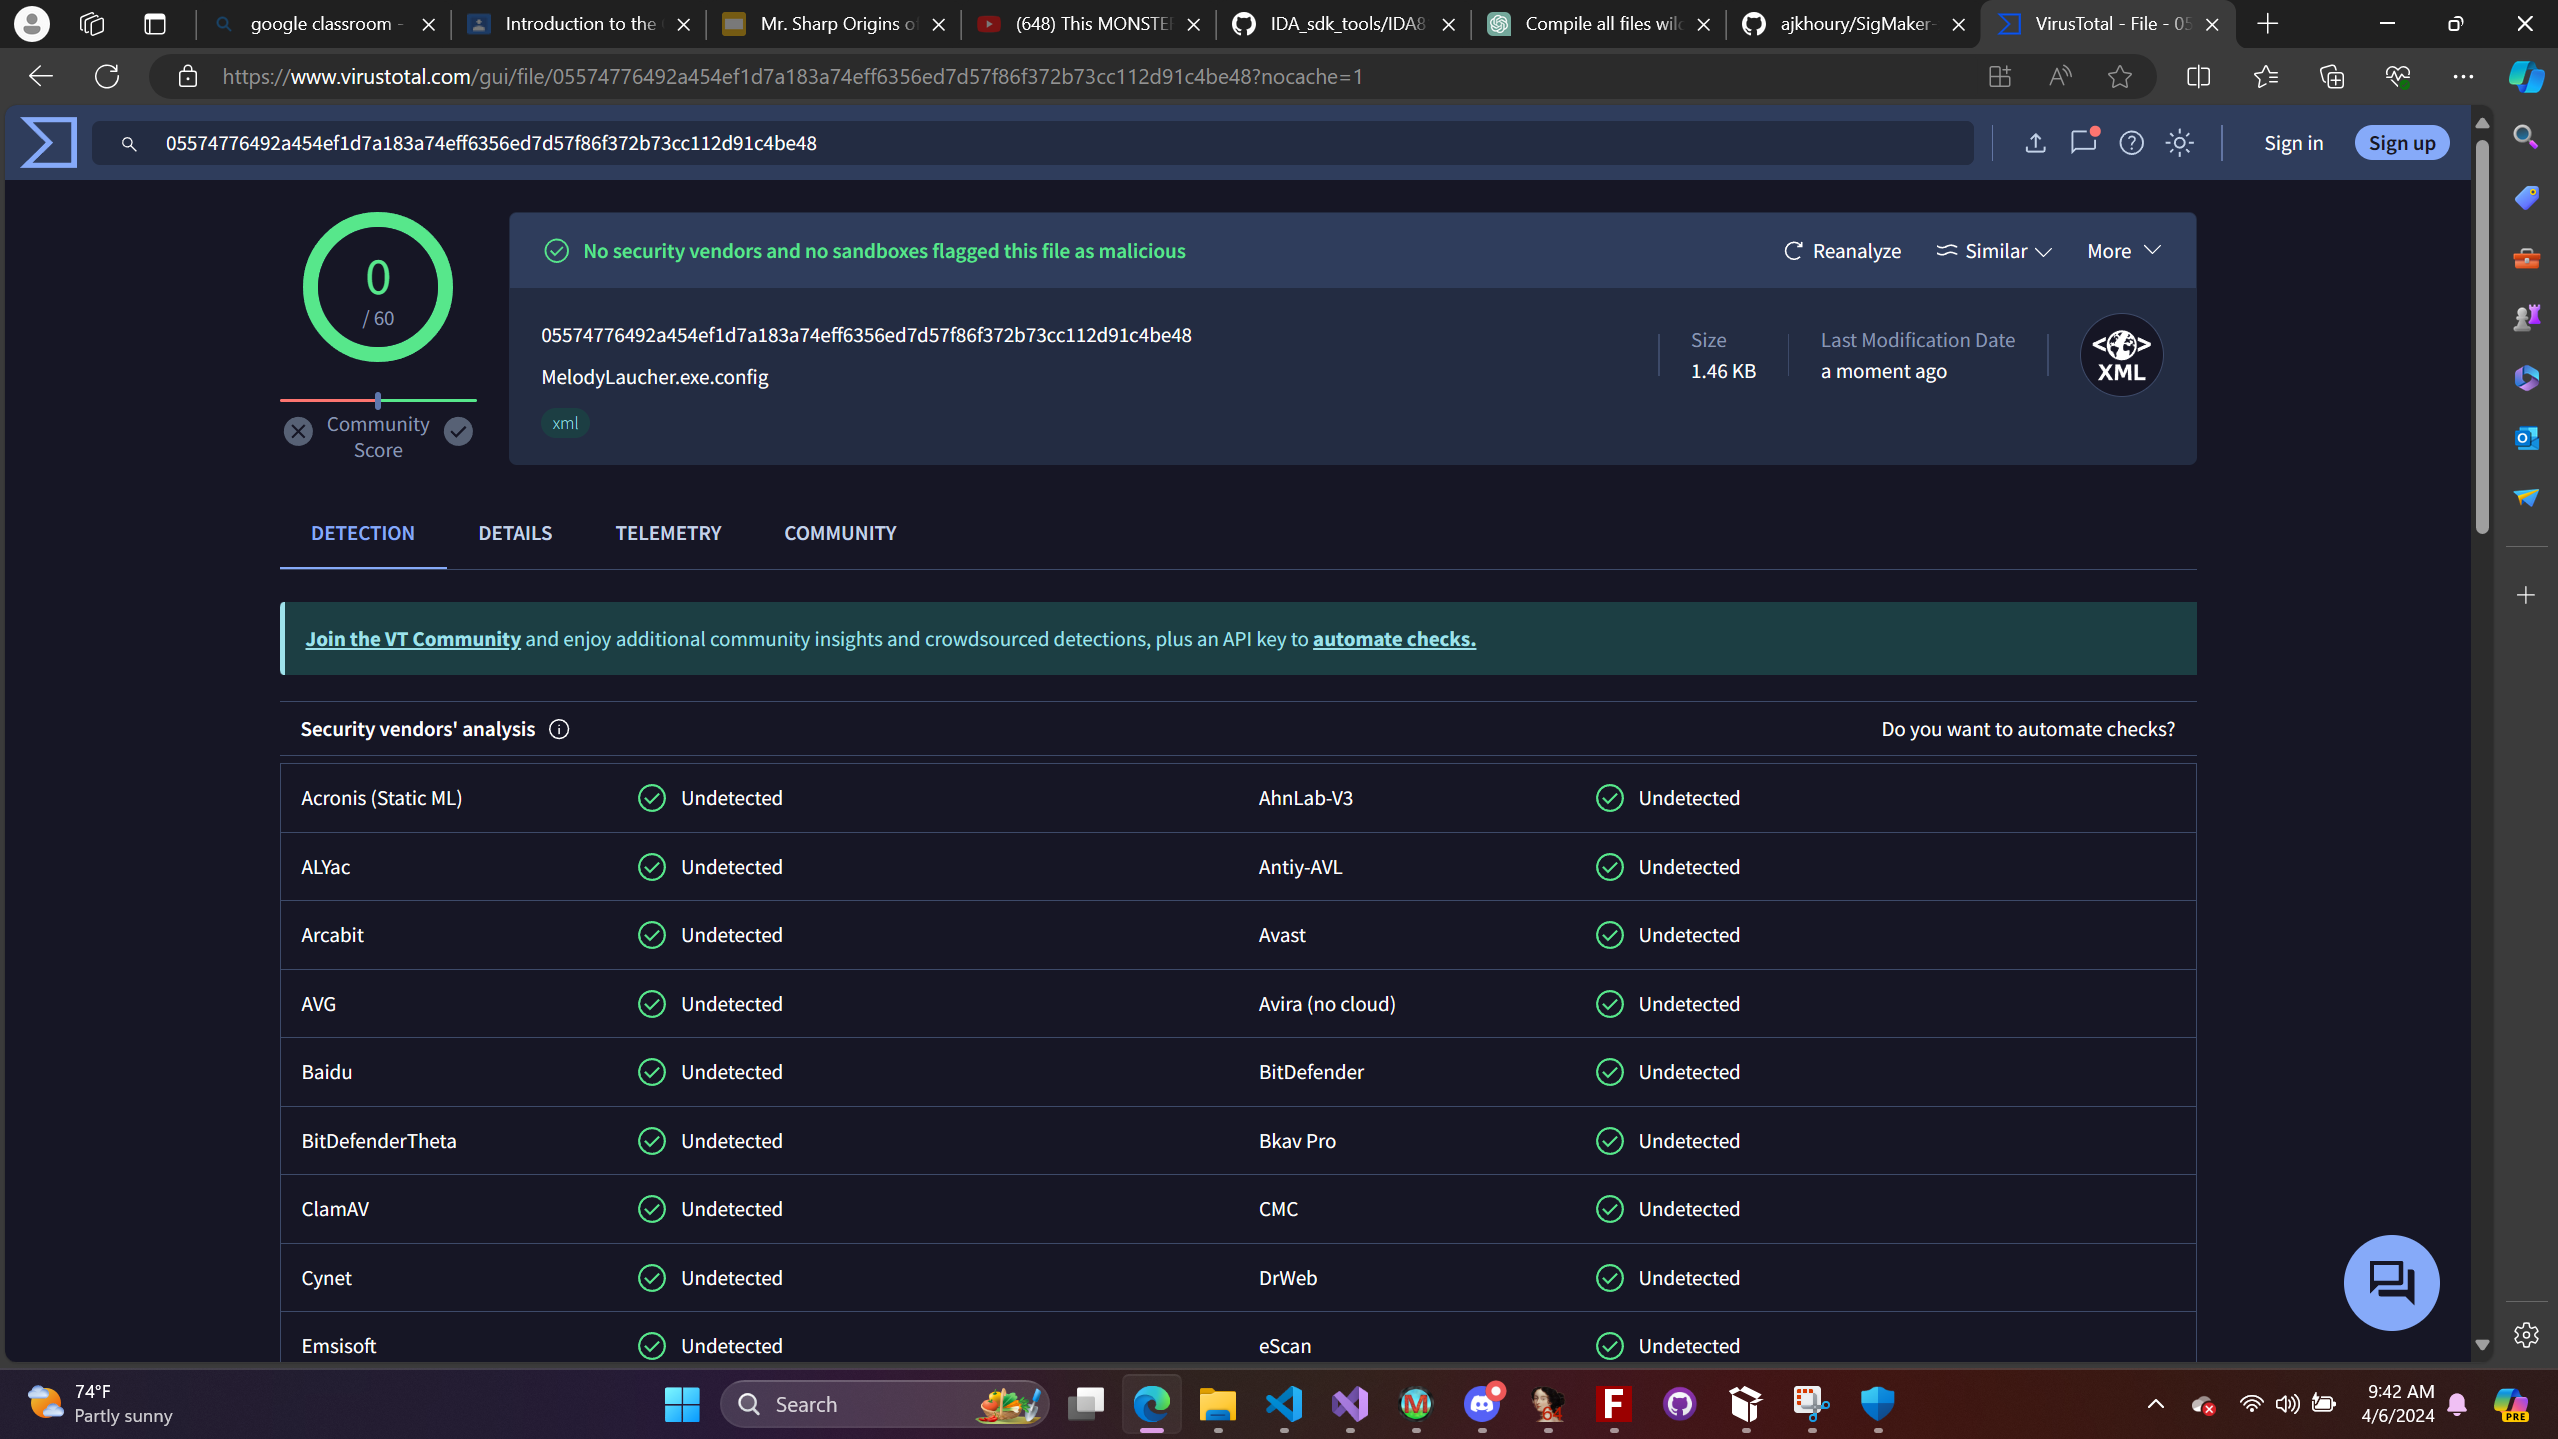 google classroom -
Introduction to the
Mr. Sharp Origins of
(648) This MONSTER
IDA_sdk_tools/IDA8
Compile all files wild
ajkhoury/SigMaker-
VirusTotal - File - 05
https://www.virustotal.com/gui/file/05574776492a454ef1d7a183a74eff6356ed7d57f86f372b73cc112d91c4be48?nocache=1
05574776492a454ef1d7a183a74eff6356ed7d57f86f372b73cc112d91c4be48
Sign in
Sign up
0
/ 60
Community
Score
No security vendors and no sandboxes flagged this file as malicious
Reanalyze
Similar
More
05574776492a454ef1d7a183a74eff6356ed7d57f86f372b73cc112d91c4be48
MelodyLaucher.exe.config
xml
Size
1.46 KB
Last Modification Date
a moment ago
XML
DETECTION
DETAILS
TELEMETRY
COMMUNITY
Join the VT Community and enjoy additional community insights and crowdsourced detections, plus an API key to automate checks.
Security vendors' analysis
Do you want to automate checks?
Acronis (Static ML)
Undetected
AhnLab-V3
Undetected
ALYac
Undetected
Antiy-AVL
Undetected
Arcabit
Undetected
Avast
Undetected
AVG
Undetected
Avira (no cloud)
Undetected
Baidu
Undetected
BitDefender
Undetected
BitDefenderTheta
Undetected
Bkav Pro
Undetected
ClamAV
Undetected
CMC
Undetected
Cynet
Undetected
DrWeb
Undetected
Emsisoft
Undetected
eScan
Undetected
74°F
Partly sunny
Search
64
9:42 AM
4/6/2024
PRE